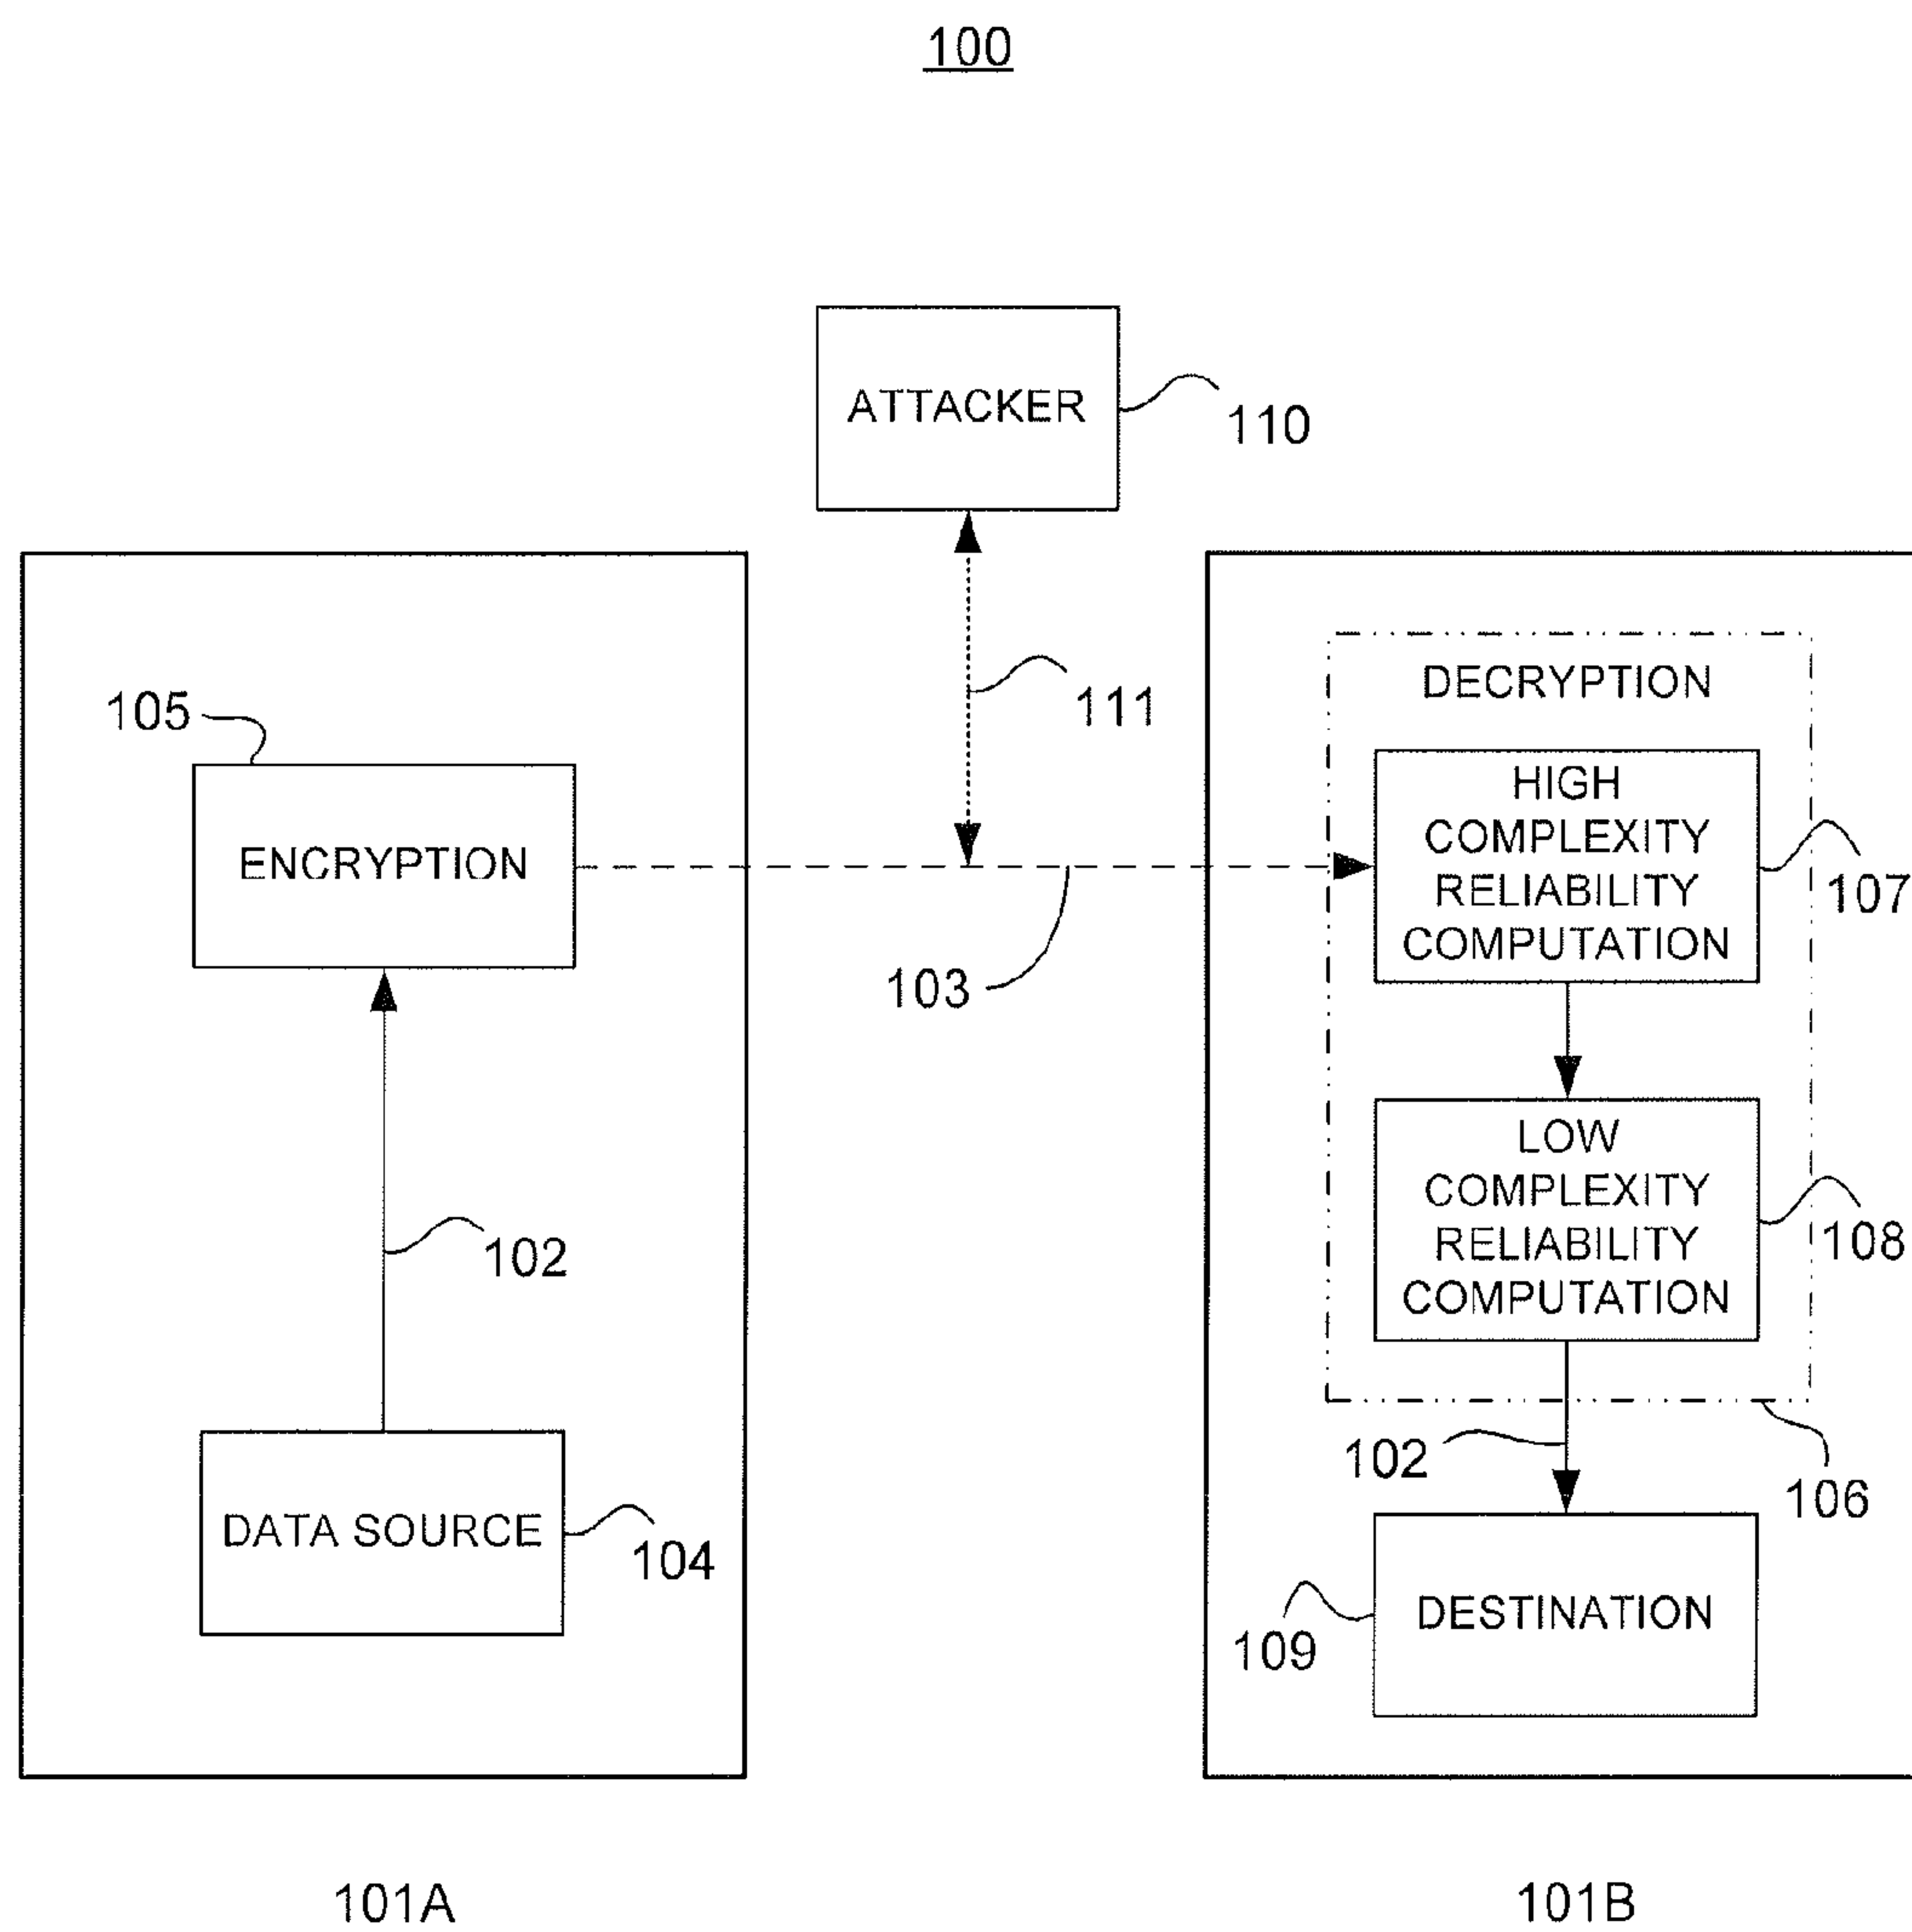 100
ATTACKER
110
111
105
ENCRYPTION
103
102
DATA SOURCE
104
101A
DECRYPTION
HIGH
COMPLEXITY
RELIABILITY
COMPUTATION
107
LOW
COMPLEXITY
RELIABILITY
COMPUTATION
108
102
106
DESTINATION
109
101B